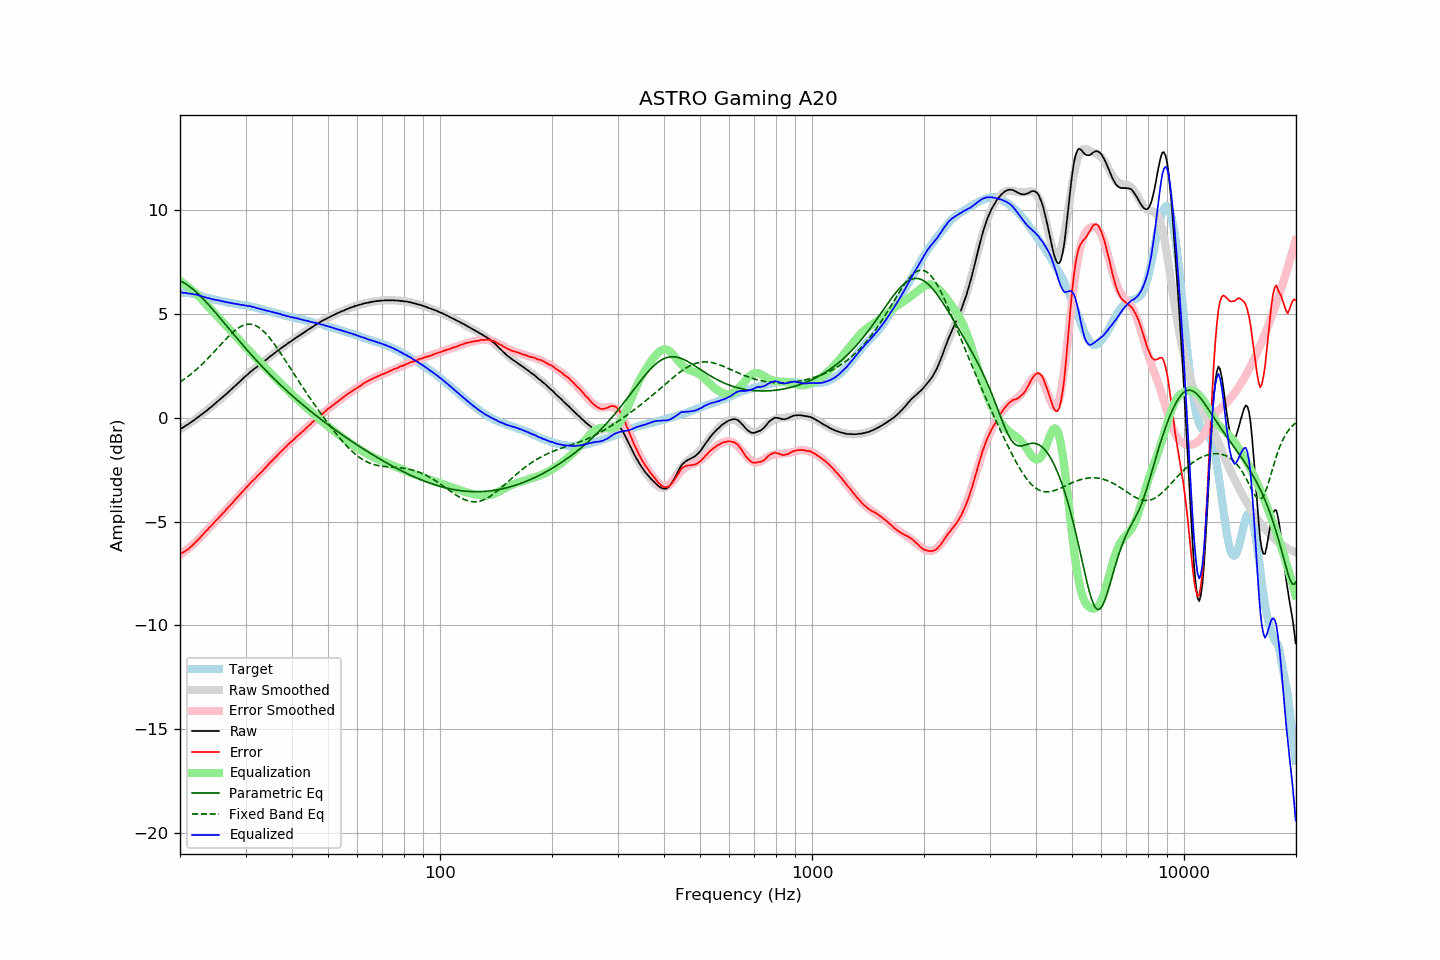 ASTRO Gaming A20
Amplitude (dBr)
10
5
0
−5
−10
−15
−20
Target
Raw Smoothed
Error Smoothed
Raw
Error
Equalization
Parametric Eq
Fixed Band Eq
Equalized
100
1000
10000
Frequency (Hz)